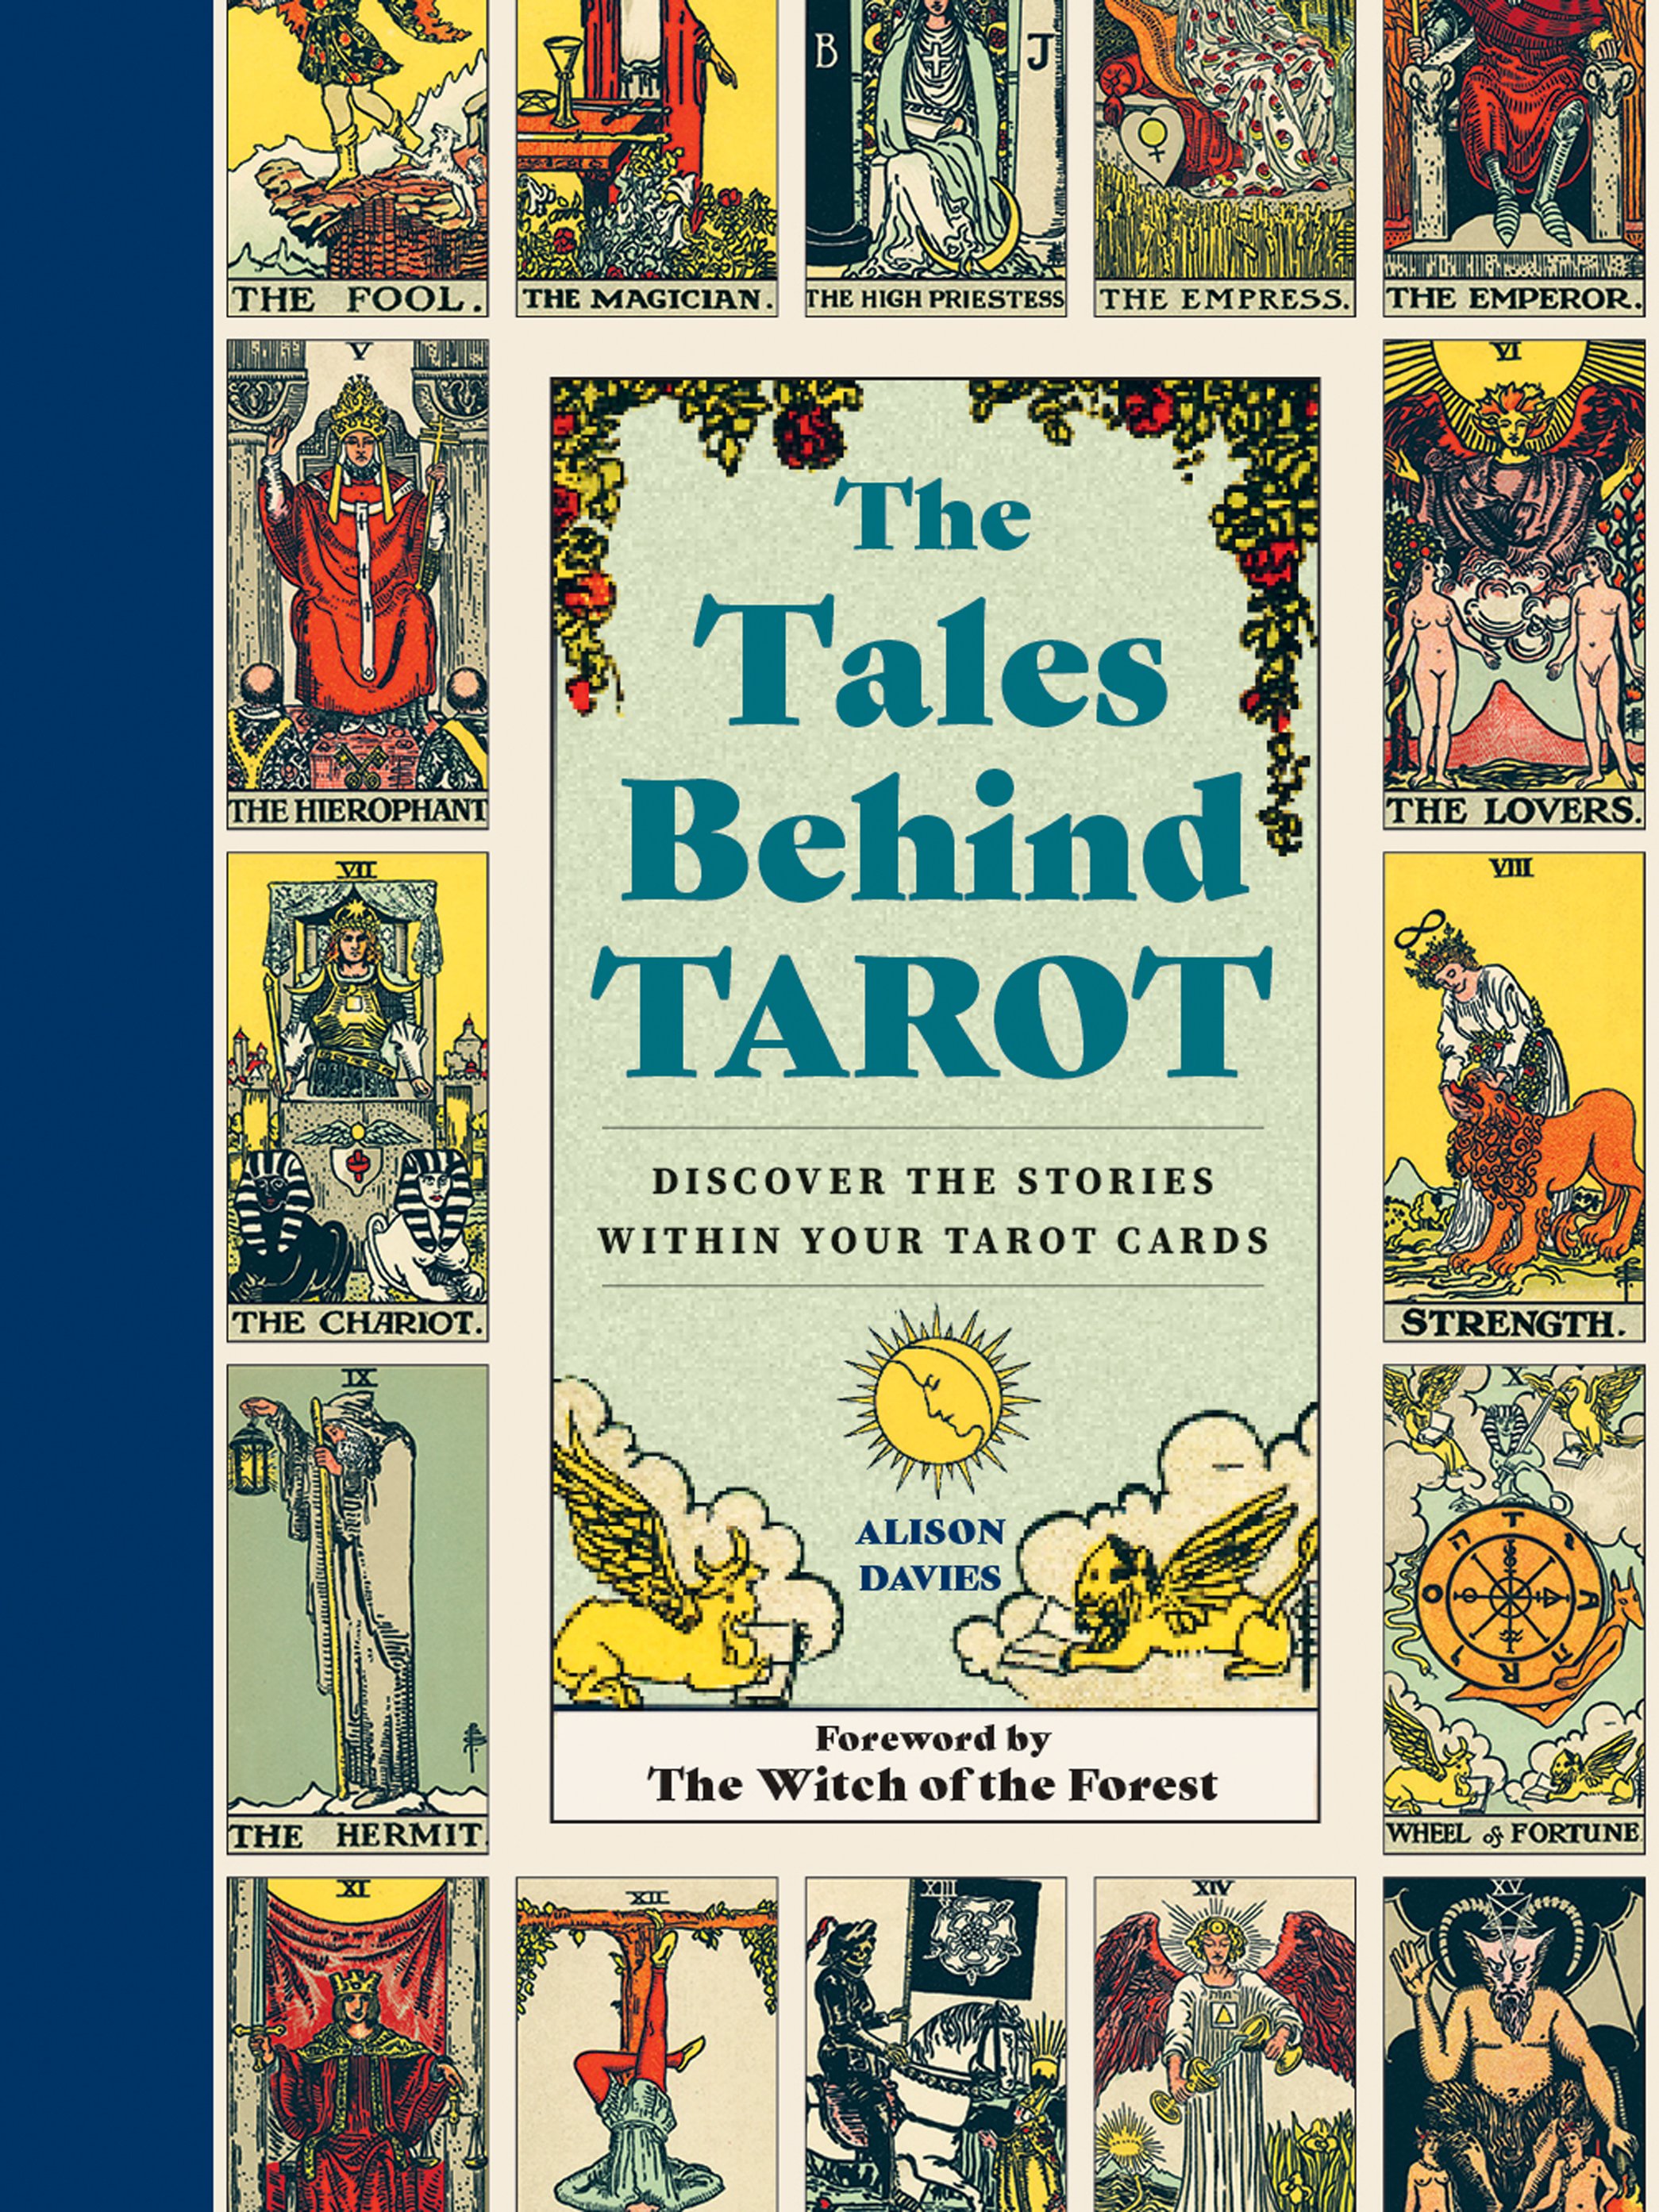 B J
THE FOOL.
THE MAGICIAN.
THE HIGH PRIESTESS
THE EMPRESS.
THE EMPEROR.
V
THE HIEROPHANT
VI
THE LOVERS.
The
Tales
Behind
TAROT
DISCOVER THE STORIES
WITHIN YOUR TAROT CARDS
ALISON
DAVIES
Foreword by
The Witch of the Forest
VII
THE CHARIOT.
VIII
STRENGTH.
IX
THE HERMIT.
X
T
A
R
O
WHEEL of FORTUNE
XI
XII
XIII
XIV
XV